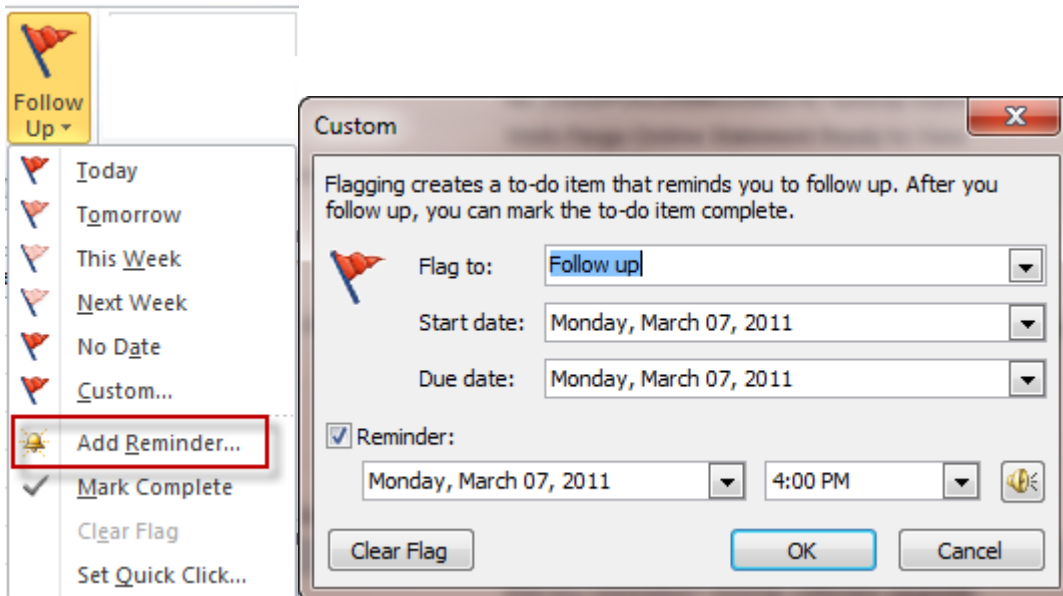 Follow
Up
Today
Tomorrow
This Week
Next Week
No Date
Custom...
Add Reminder...
Mark Complete
Clear Flag
Set Quick Click...
Custom
Flagging creates a to-do item that reminds you to follow up. After you
follow up, you can mark the to-do item complete.
Flag to: Follow up
Start date: Monday, March 07, 2011
Due date: Monday, March 07, 2011
Reminder:
Monday, March 07, 2011 4:00 PM
Clear Flag OK Cancel